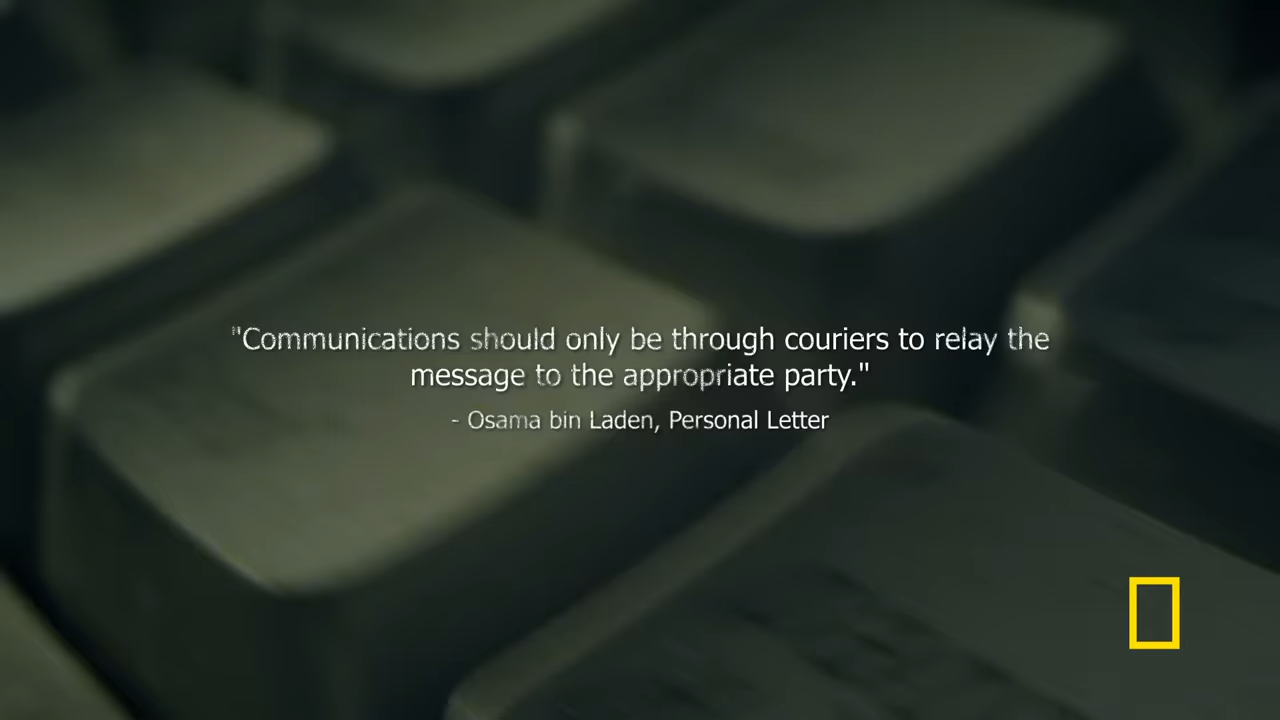 "Communications should only be through couriers to relay the
message to the appropriate party."
- Osama bin Laden, Personal Letter